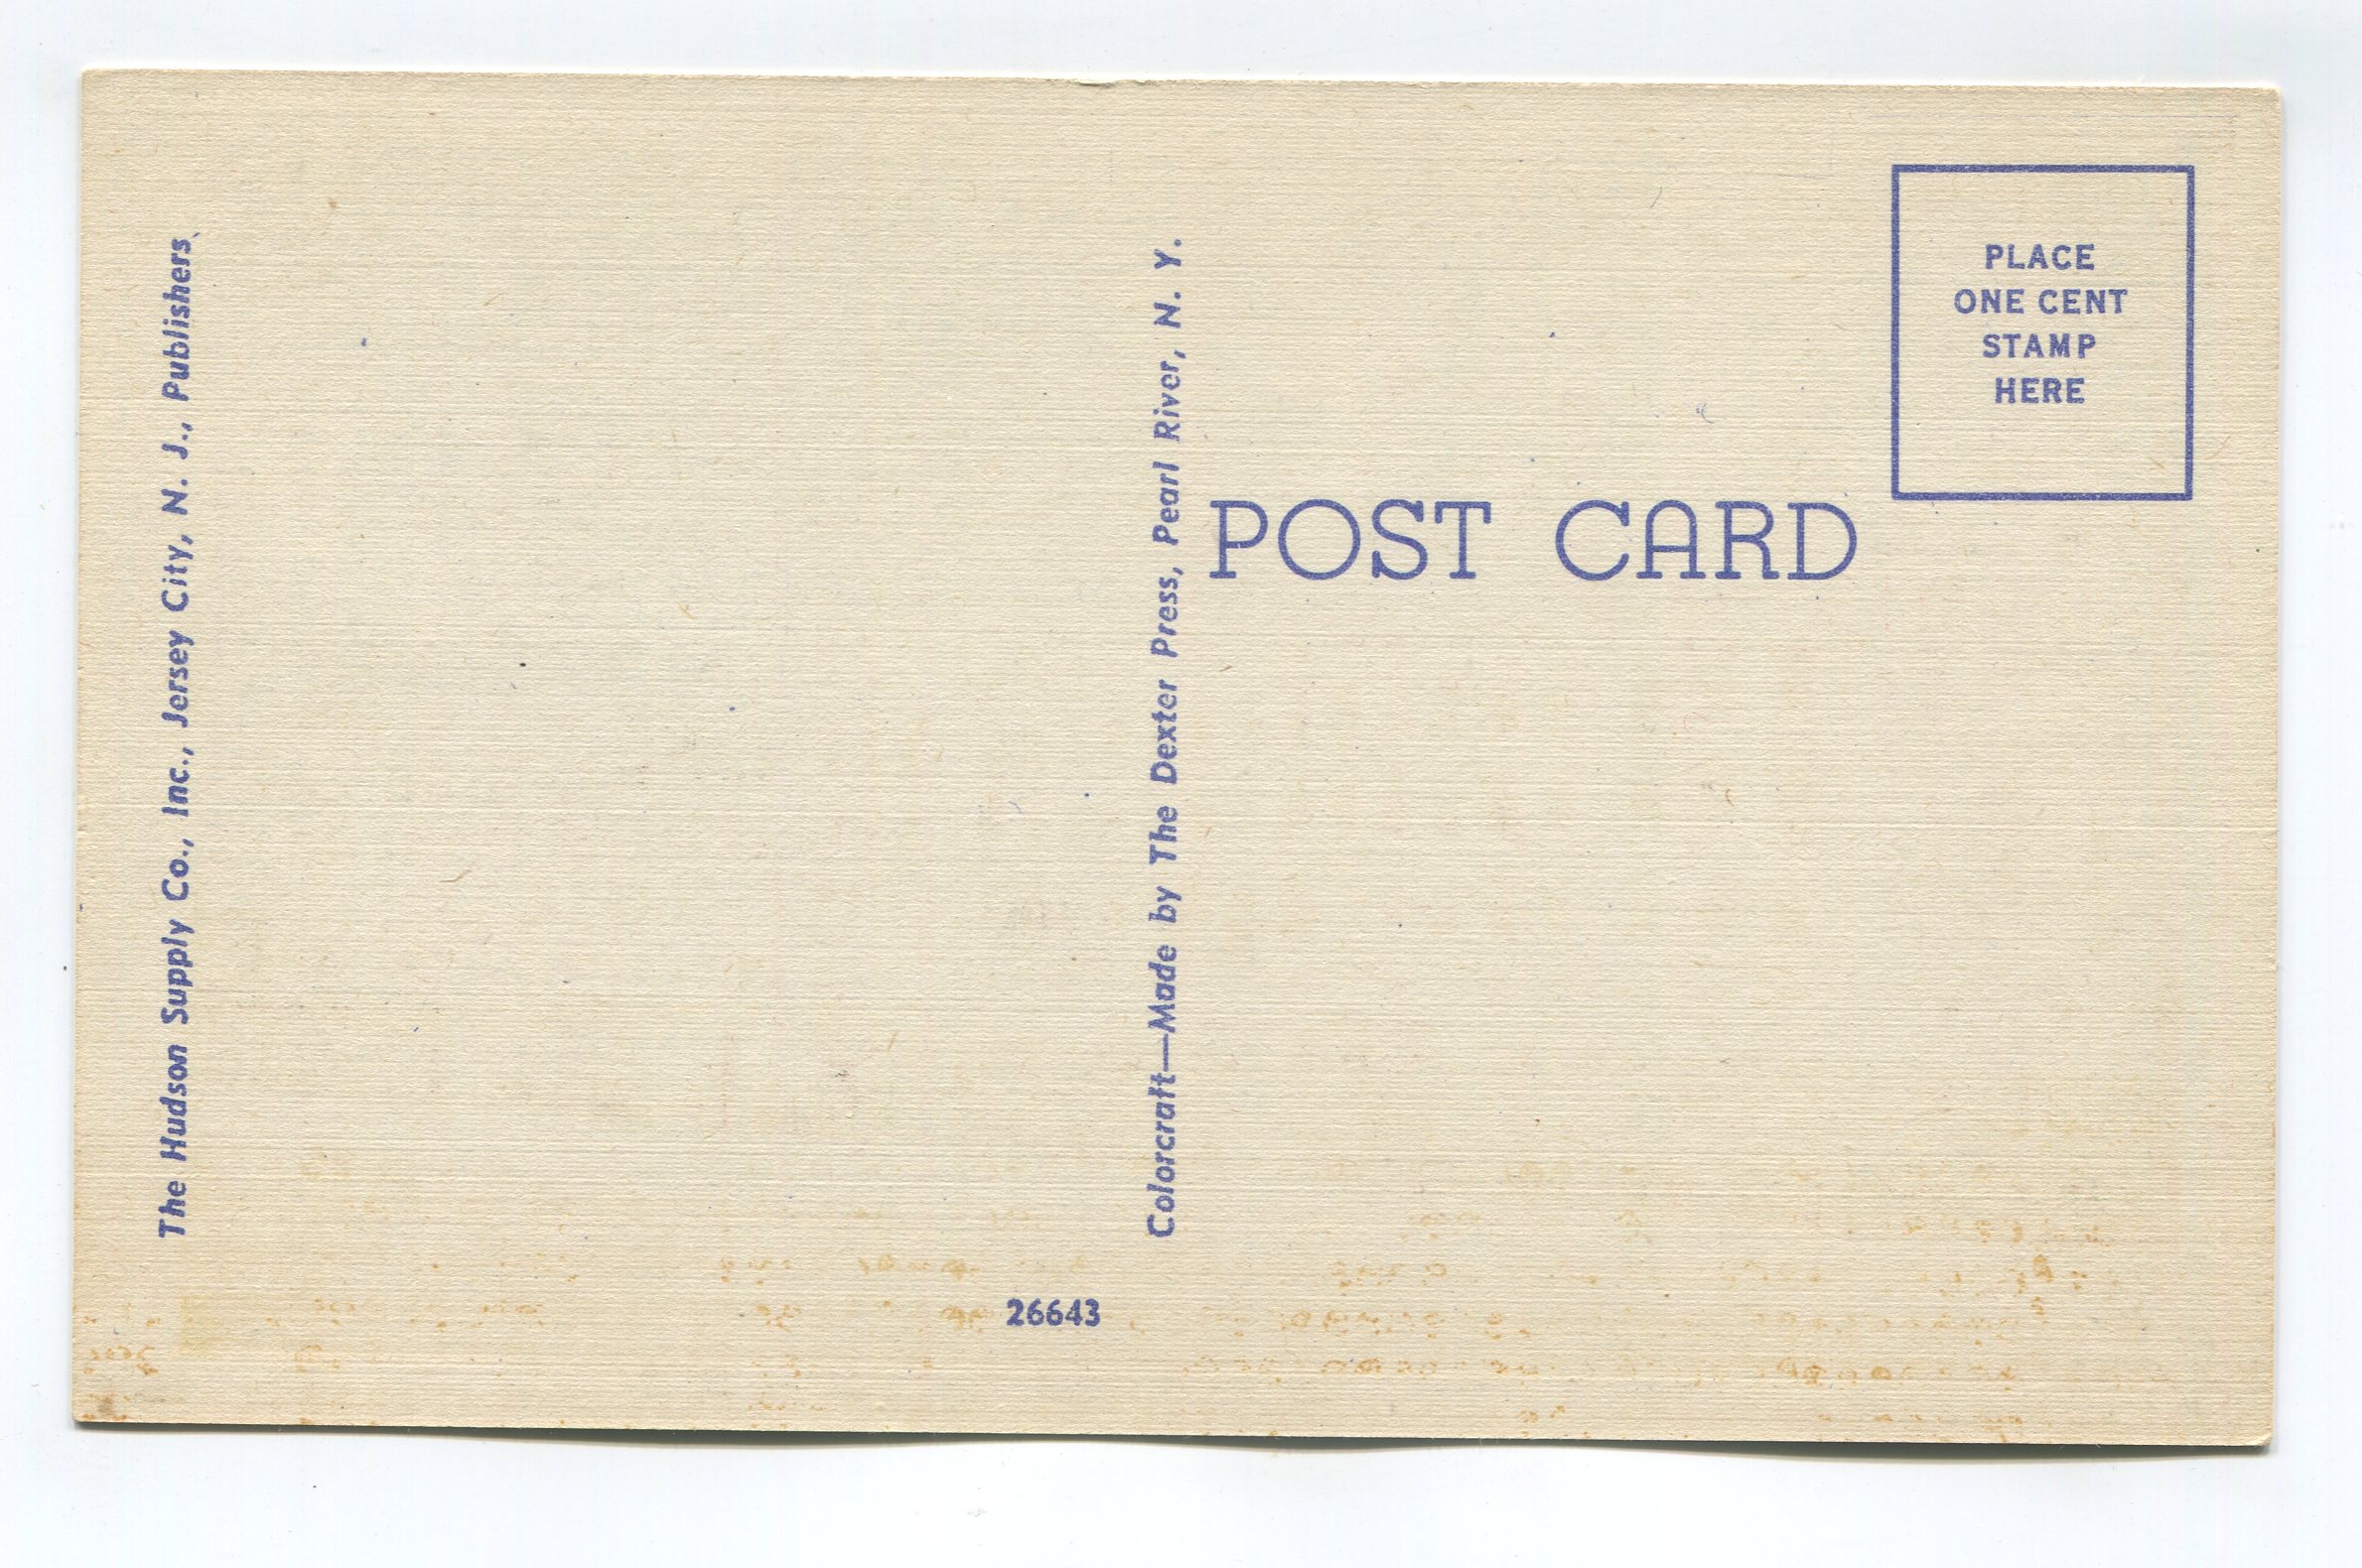 The Hudson Supply Co., Inc., Jersey City, N. J., Publishers
Colorcraft—Made by The Dexter Press, Pearl River, N. Y.
PLACE
ONE CENT
STAMP
HERE
POST CARD
26643